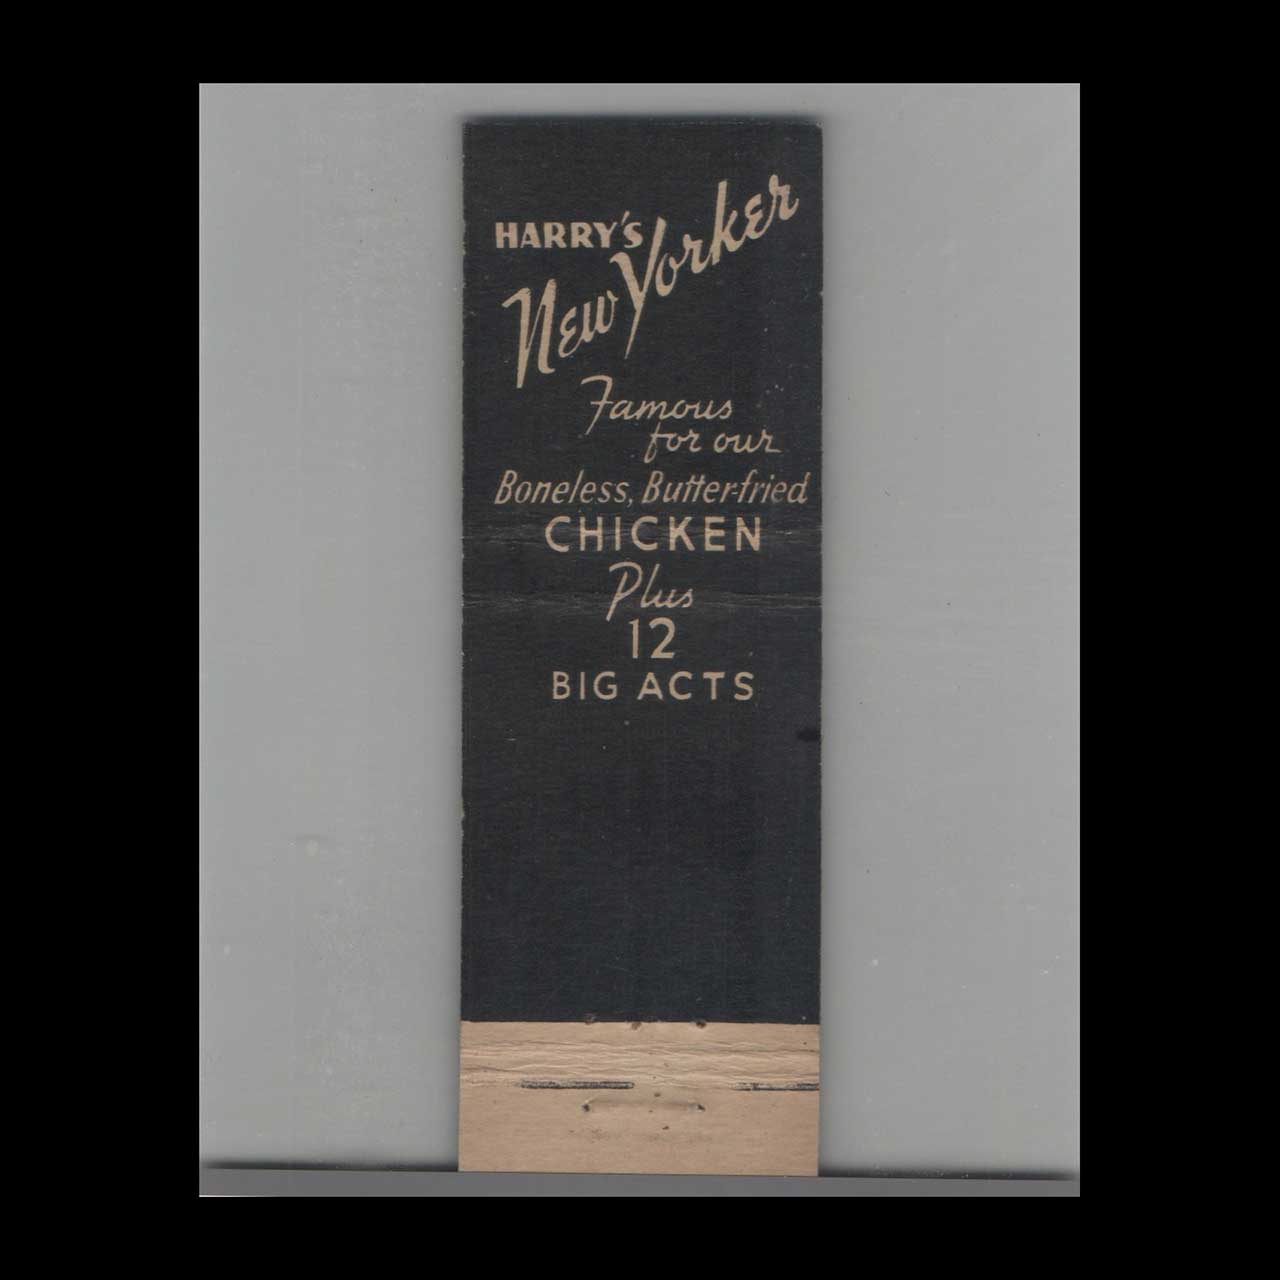 HARRY'S
New Yorker
Famous
for our
Boneless, Butter-fried
CHICKEN
Plus
12
BIG ACTS